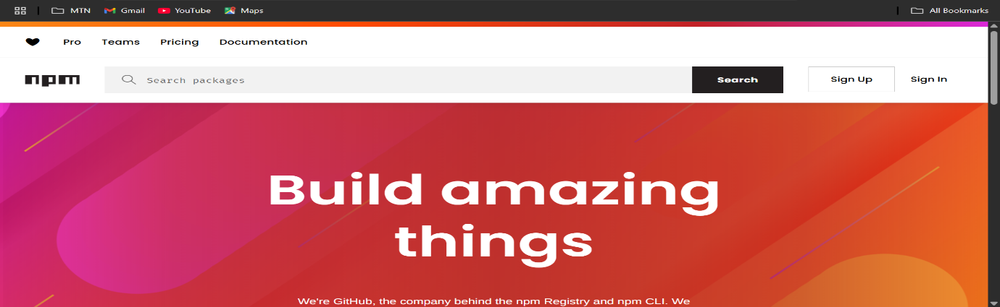 MTN Gmail YouTube Maps All Bookmarks
Pro Teams Pricing Documentation
npm Search packages Search Sign Up Sign In
Build amazing
things
We're GitHub, the company behind the npm Registry and npm CLI. We